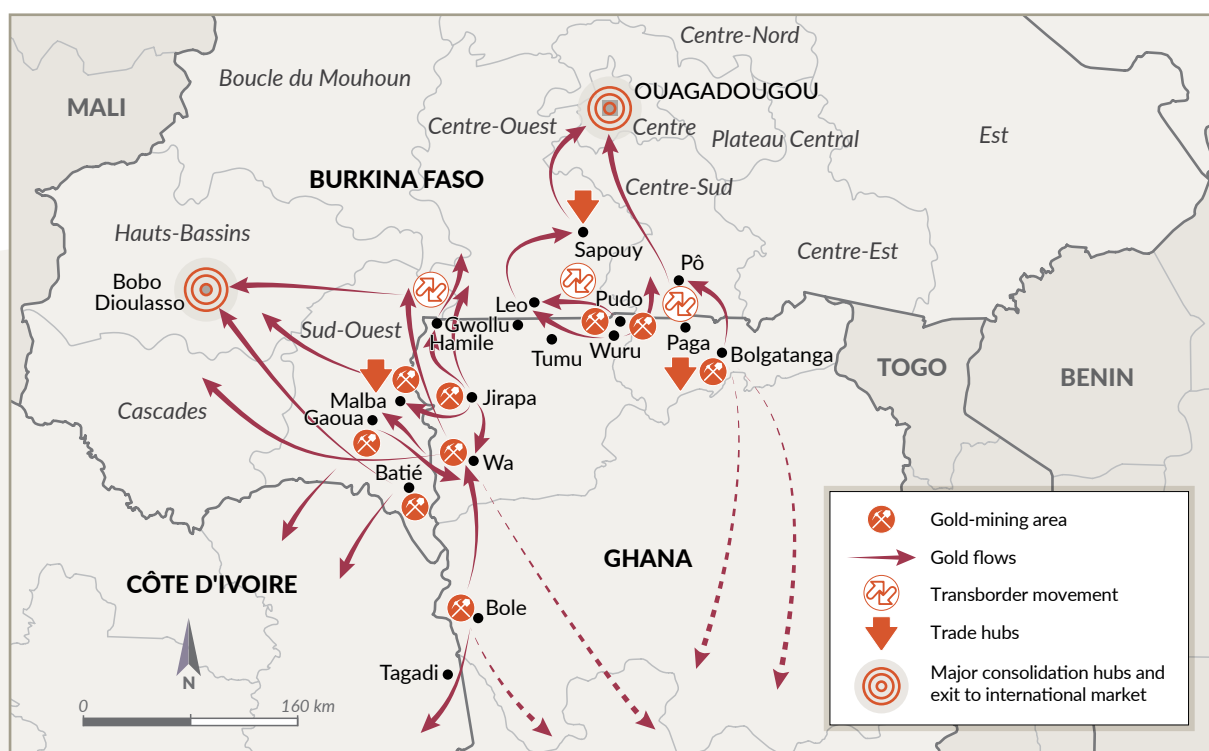 Centre-Nord
Boucle du Mouhoun
MALI
OUAGADOUGOU
Centre-Ouest
Centre
Plateau Central
Est
BURKINA FASO
Centre-Sud
Hauts-Bassins
Sapouy
Centre-Est
Bobo
Dioulasso
Pô
Leo
Pudo
Sud-Ouest
Gwollu
Hamile
Tumu
Wuru
Paga
Bolgatanga
TOGO
BENIN
Malba
Jirapa
Cascades
Gaoua
Wa
Batié
CÔTE D'IVOIRE
GHANA
Bole
Tagadi
N
0
160 km
Gold-mining area
Gold flows
Transborder movement
Trade hubs
Major consolidation hubs and
exit to international market